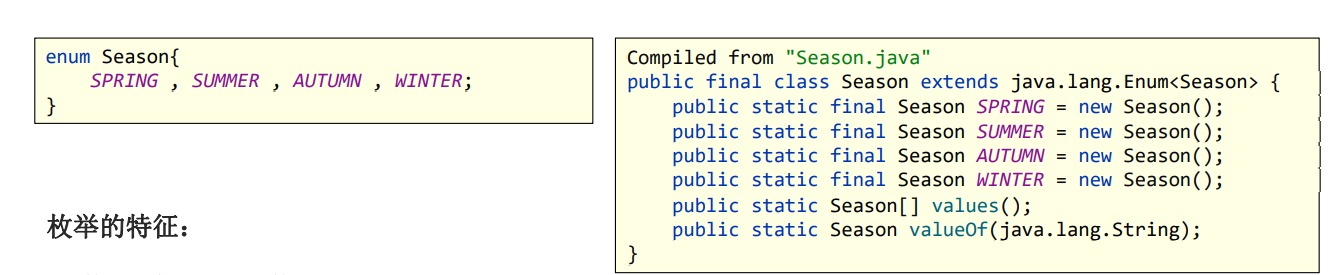 enum Season{
SPRING , SUMMER , AUTUMN , WINTER;
}
Compiled from "Season.java"
public final class Season extends java.lang.Enum<Season> {
public static final Season SPRING = new Season();
public static final Season SUMMER = new Season();
public static final Season AUTUMN = new Season();
public static final Season WINTER = new Season();
public static Season[] values();
public static Season valueOf(java.lang.String);
}
枚举的特征：